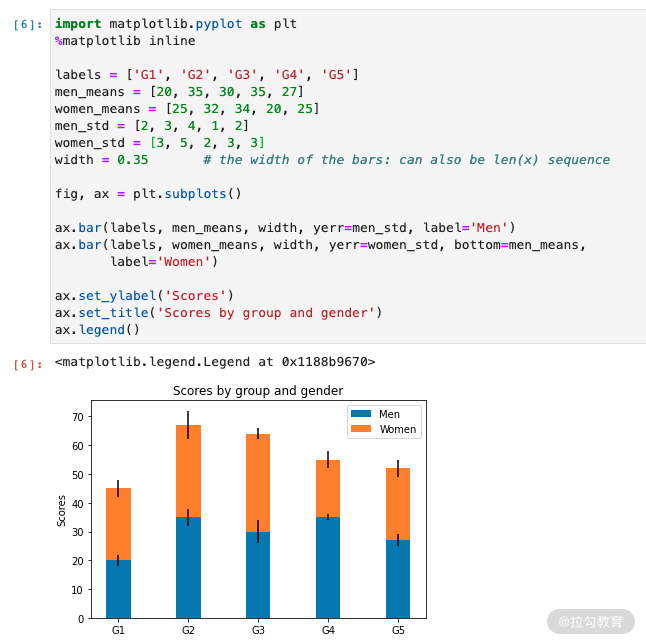 [6]: import matplotlib.pyplot as plt
%matplotlib inline
labels = ['G1', 'G2', 'G3', 'G4', 'G5']
men_means = [20, 35, 30, 35, 27]
women_means = [25, 32, 34, 20, 25]
men_std = [2, 3, 4, 1, 2]
women_std = [3, 5, 2, 3, 3]
width = 0.35       # the width of the bars: can also be len(x) sequence
fig, ax = plt.subplots()
ax.bar(labels, men_means, width, yerr=men_std, label='Men')
ax.bar(labels, women_means, width, yerr=women_std, bottom=men_means,
       label='Women')
ax.set_ylabel('Scores')
ax.set_title('Scores by group and gender')
ax.legend()
[6]: <matplotlib.legend.Legend at 0x1188b9670>
Scores by group and gender
Men
Women
70
60
50
40
30
20
10
0
Scores
G1 G2 G3 G4 G5
@拉勾教育